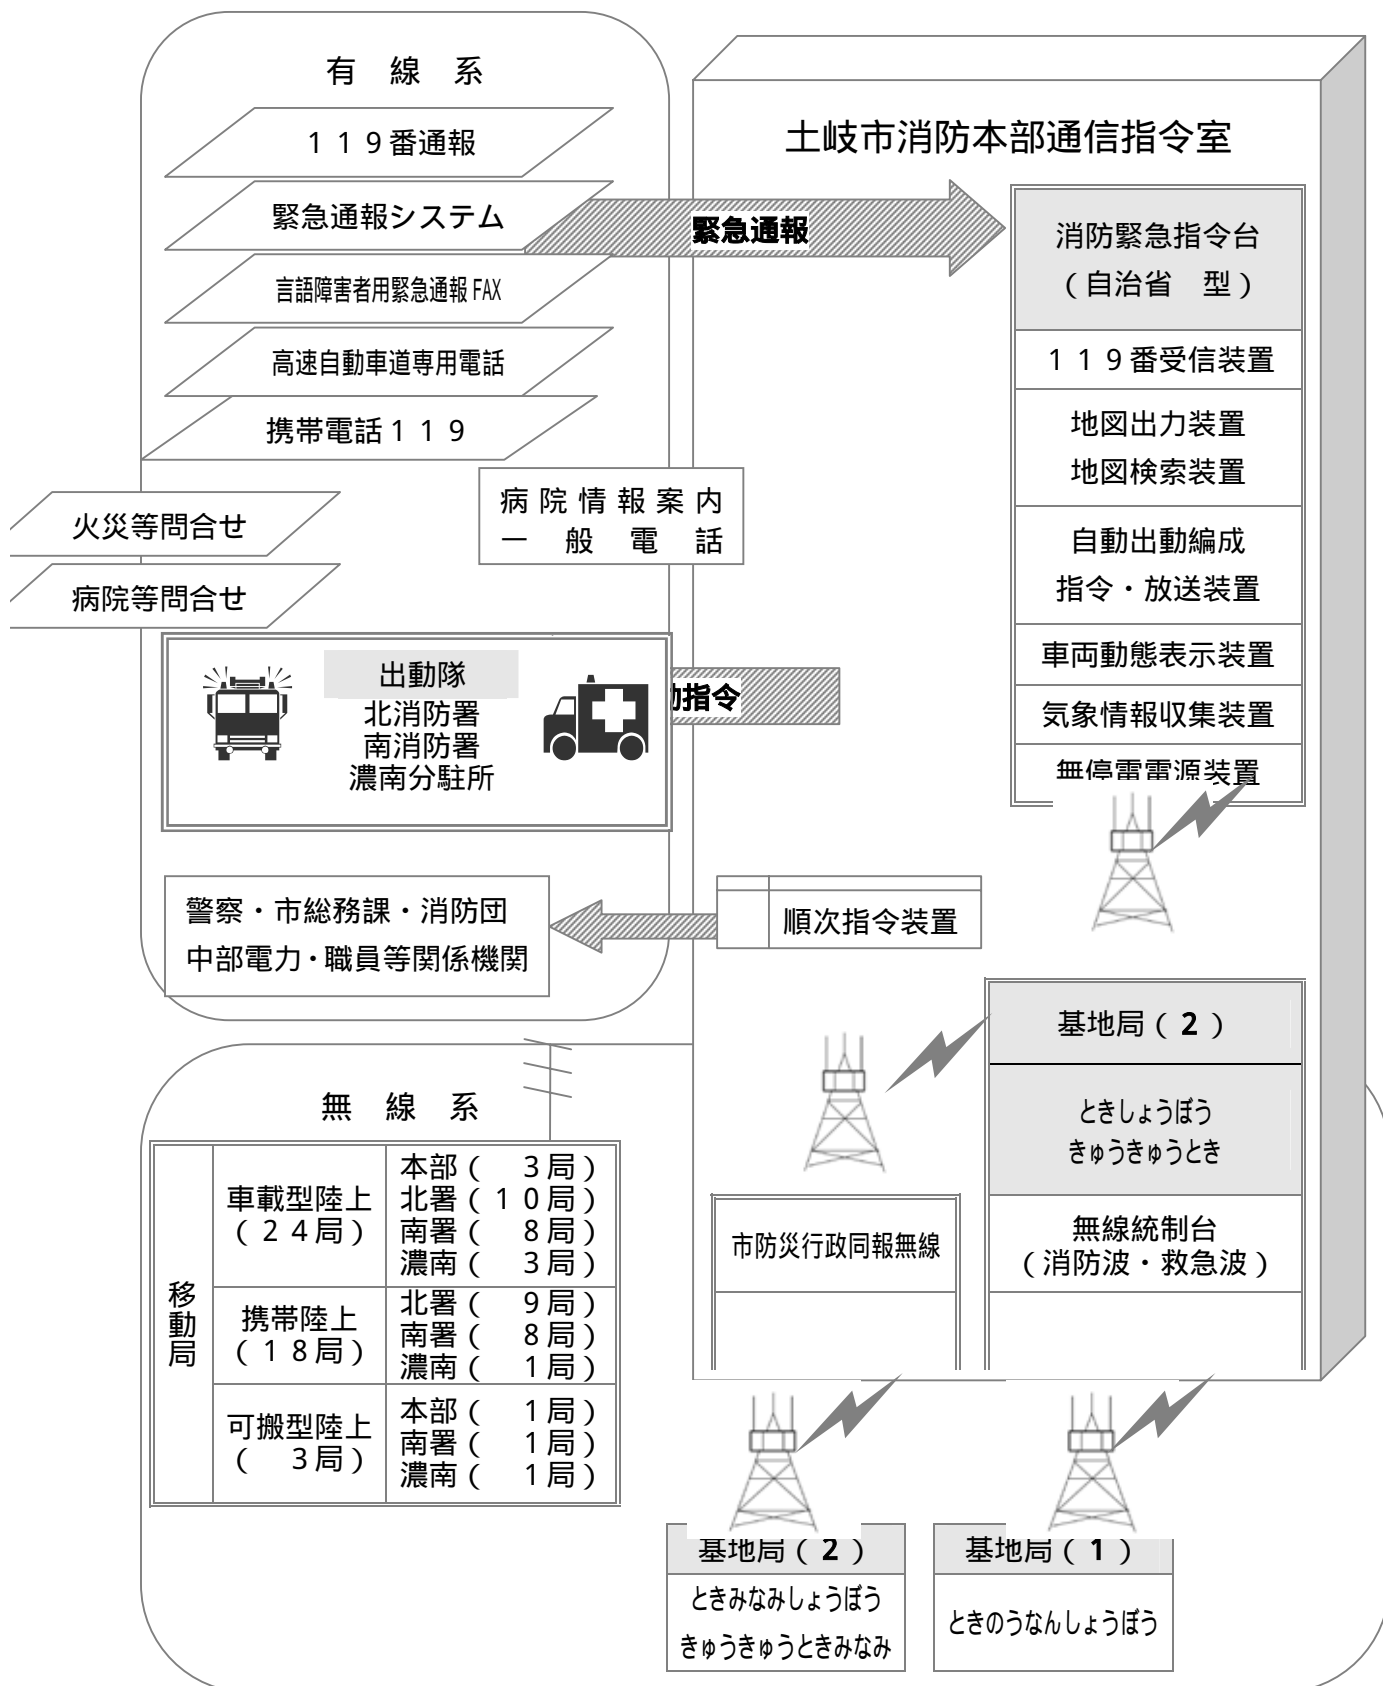 有 線 系
119番通報
緊急通報システム
言語障害者用緊急通報FAX
高速自動車道専用電話
携帯電話119
火災等問合せ
病院等問合せ
病院情報案内
一般電話
緊急通報
出動隊
北消防署
南消防署
濃南分駐所
指令
警察・市総務課・消防団
中部電力・職員等関係機関
順次指令装置
土岐市消防本部通信指令室
消防緊急指令台
(自治省 型)
119番受信装置
地図出力装置
地図検索装置
自動出動編成
指令・放送装置
車両動態表示装置
気象情報収集装置
無停電電源装置
基地局(2)
ときしょうぼう
きゅうきゅうとき
無線統制台
(消防波・救急波)
市防災行政同報無線
無 線 系
移動局
車載型陸上
(24局)
本部( 3局)
北署(10局)
南署( 8局)
濃南( 3局)
携帯陸上
(18局)
北署( 9局)
南署( 8局)
濃南( 1局)
可搬型陸上
( 3局)
本部( 1局)
南署( 1局)
濃南( 1局)
基地局(2)
ときみなみしょうぼう
きゅうきゅうときみなみ
基地局(1)
ときのうなんしょうぼう